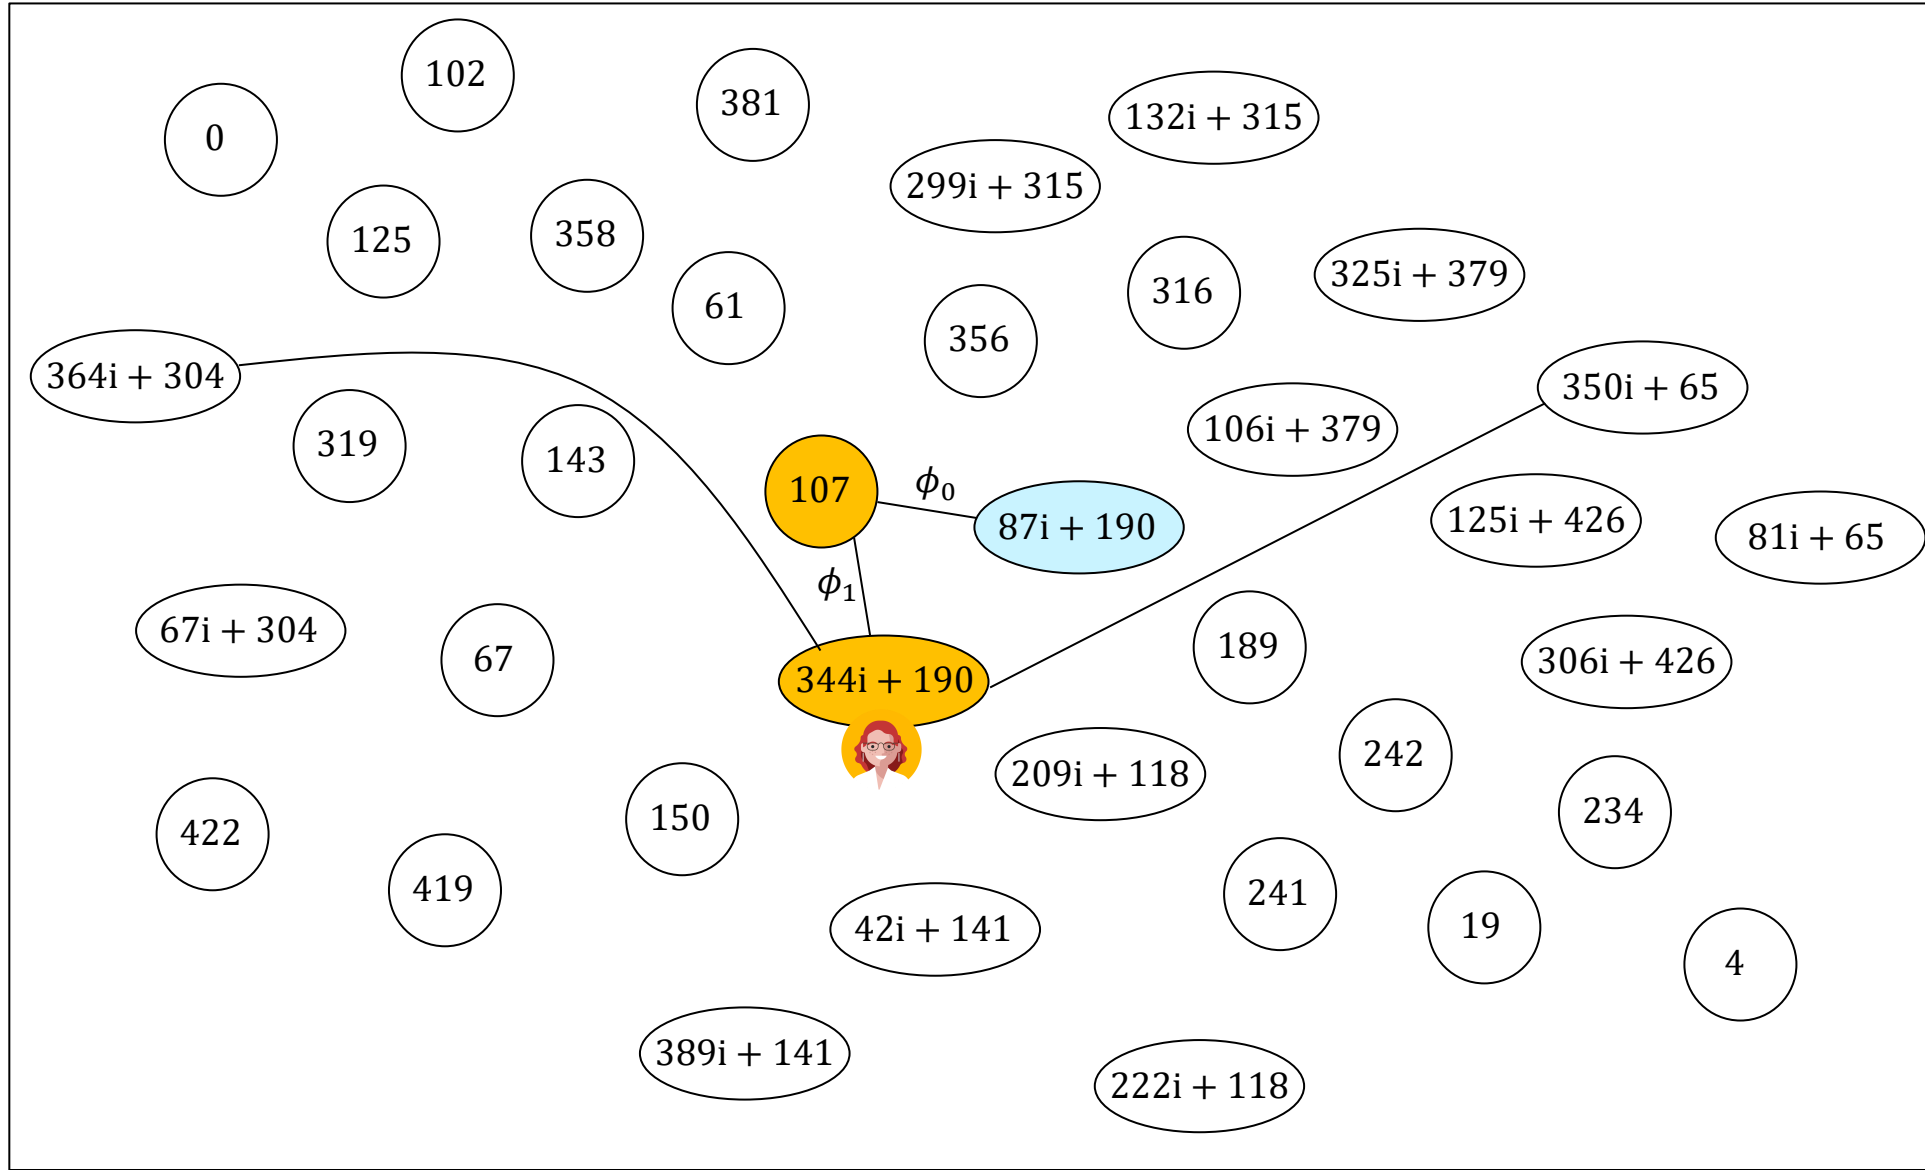 102
381
132i + 315
0
299i + 315
125
358
325i + 379
61
316
356
364i + 304
350i + 65
319
143
106i + 379
107
ϕ₀
87i + 190
125i + 426
81i + 65
ϕ₁
67i + 304
67
189
306i + 426
344i + 190
209i + 118
242
422
150
234
419
241
42i + 141
19
4
389i + 141
222i + 118